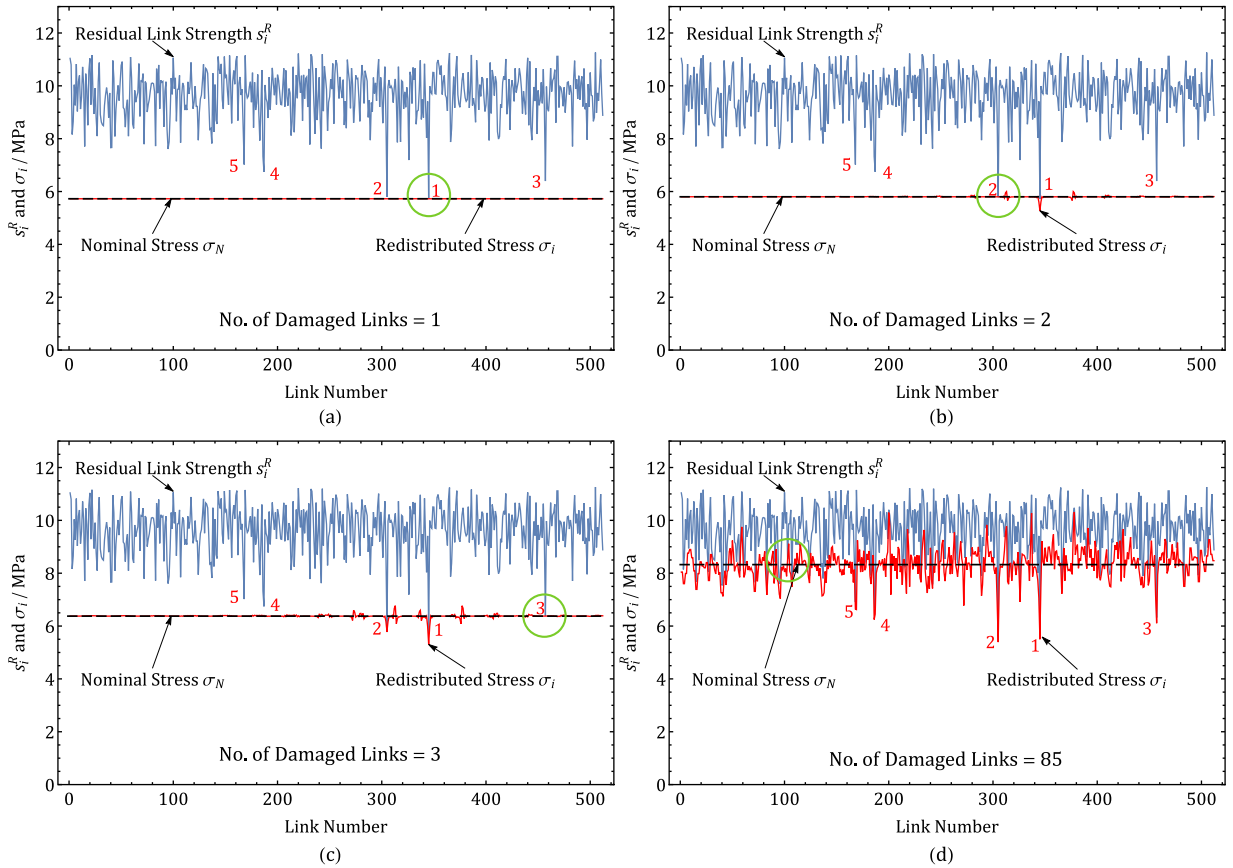 12
10
8
6
4
2
0
s_i^R and σ_i / MPa
Residual Link Strength s_i^R
5
4
2
1
3
Nominal Stress σ_N
Redistributed Stress σ_i
No. of Damaged Links = 1
0 100 200 300 400 500
Link Number
(a)
12
10
8
6
4
2
0
s_i^R and σ_i / MPa
Residual Link Strength s_i^R
5
4
2
1
3
Nominal Stress σ_N
Redistributed Stress σ_i
No. of Damaged Links = 2
0 100 200 300 400 500
Link Number
(b)
12
10
8
6
4
2
0
s_i^R and σ_i / MPa
Residual Link Strength s_i^R
5
4
2
1
3
Nominal Stress σ_N
Redistributed Stress σ_i
No. of Damaged Links = 3
0 100 200 300 400 500
Link Number
(c)
12
10
8
6
4
2
0
s_i^R and σ_i / MPa
Residual Link Strength s_i^R
5
4
2
1
3
Nominal Stress σ_N
Redistributed Stress σ_i
No. of Damaged Links = 85
0 100 200 300 400 500
Link Number
(d)